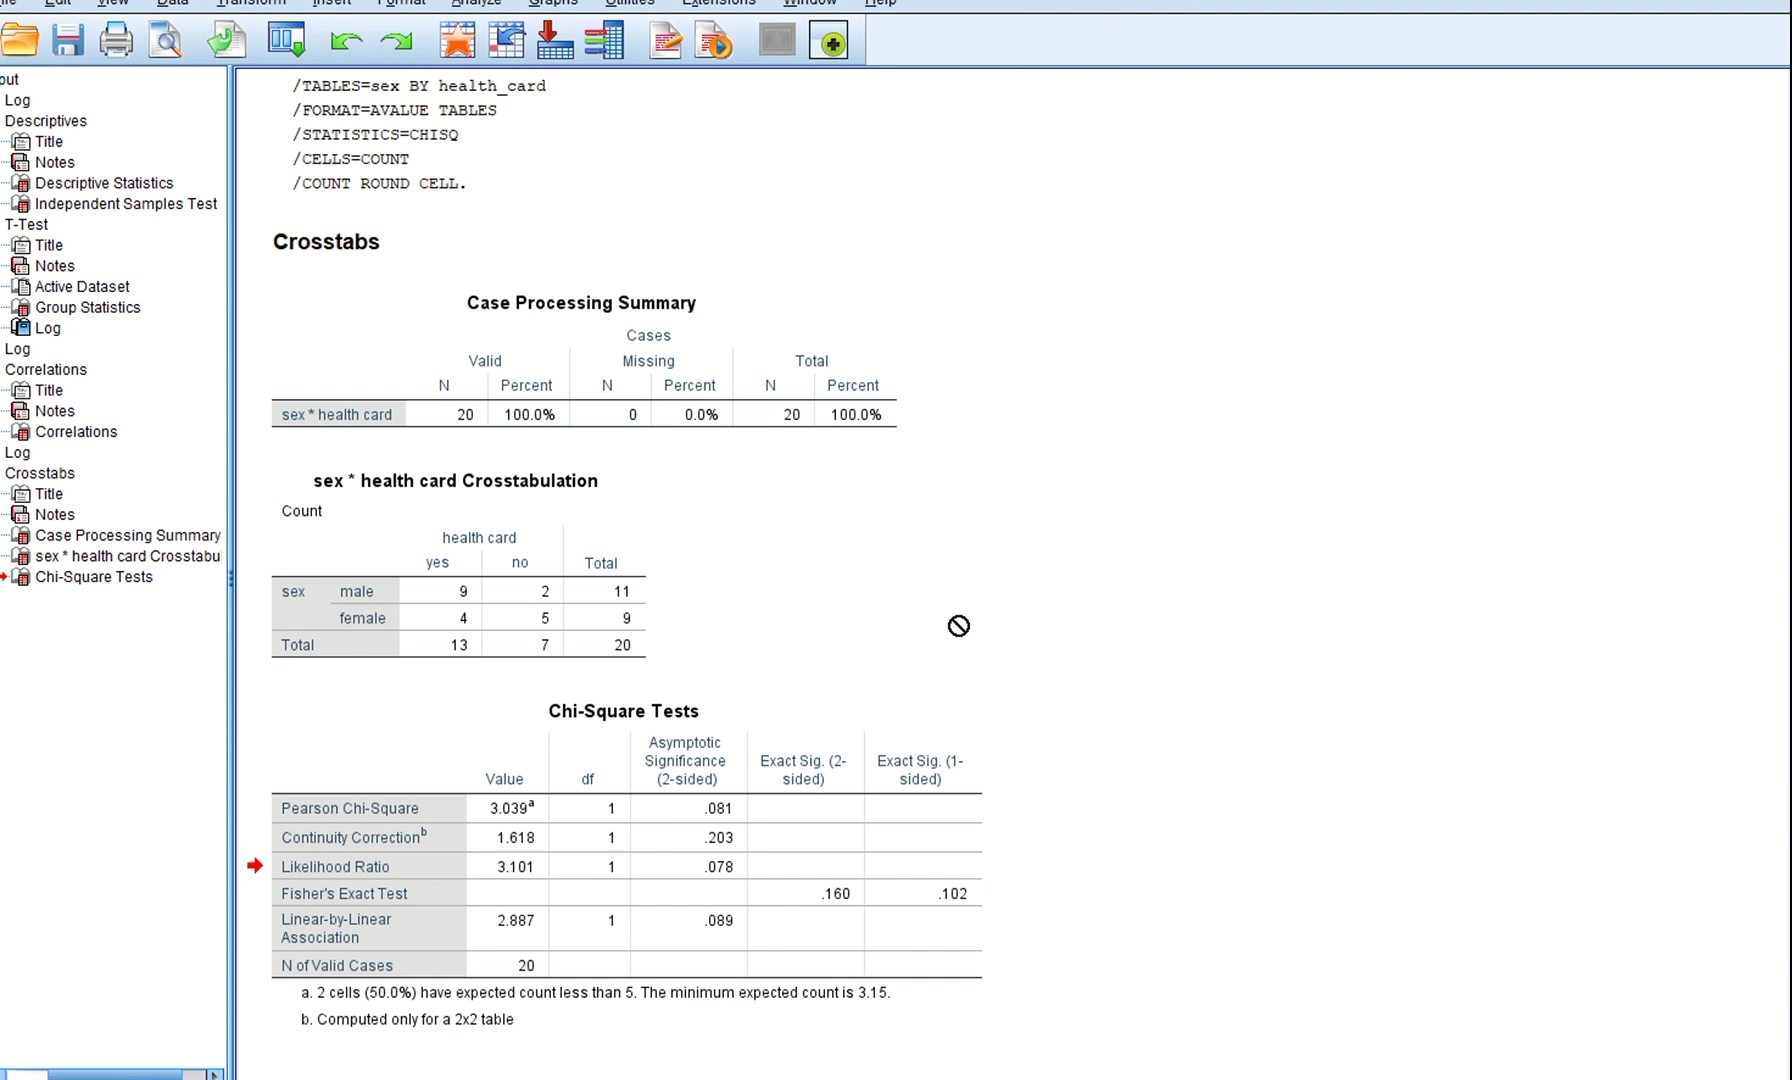 Edit View Data Transform Insert Format Analyze Graphs Utilities Extensions Window Help
Log
Descriptives
Title
Notes
Descriptive Statistics
Independent Samples Test
T-Test
Title
Notes
Active Dataset
Group Statistics
Log
Log
Correlations
Title
Notes
Correlations
Log
Crosstabs
Title
Notes
Case Processing Summary
sex * health card Crosstabu
Chi-Square Tests
/TABLES=sex BY health_card
/FORMAT=AVALUE TABLES
/STATISTICS=CHISQ
/CELLS=COUNT
/COUNT ROUND CELL.
Crosstabs
Case Processing Summary
Cases
Valid Missing Total
N Percent N Percent N Percent
sex * health card 20 100.0% 0 0.0% 20 100.0%
sex * health card Crosstabulation
Count
health card
yes no Total
sex male 9 2 11
female 4 5 9
Total 13 7 20
Chi-Square Tests
Value df Asymptotic Significance (2-sided) Exact Sig. (2-sided) Exact Sig. (1-sided)
Pearson Chi-Square 3.039a 1 .081
Continuity Correctionb 1.618 1 .203
Likelihood Ratio 3.101 1 .078
Fisher's Exact Test .160 .102
Linear-by-Linear Association 2.887 1 .089
N of Valid Cases 20
a. 2 cells (50.0%) have expected count less than 5. The minimum expected count is 3.15.
b. Computed only for a 2x2 table